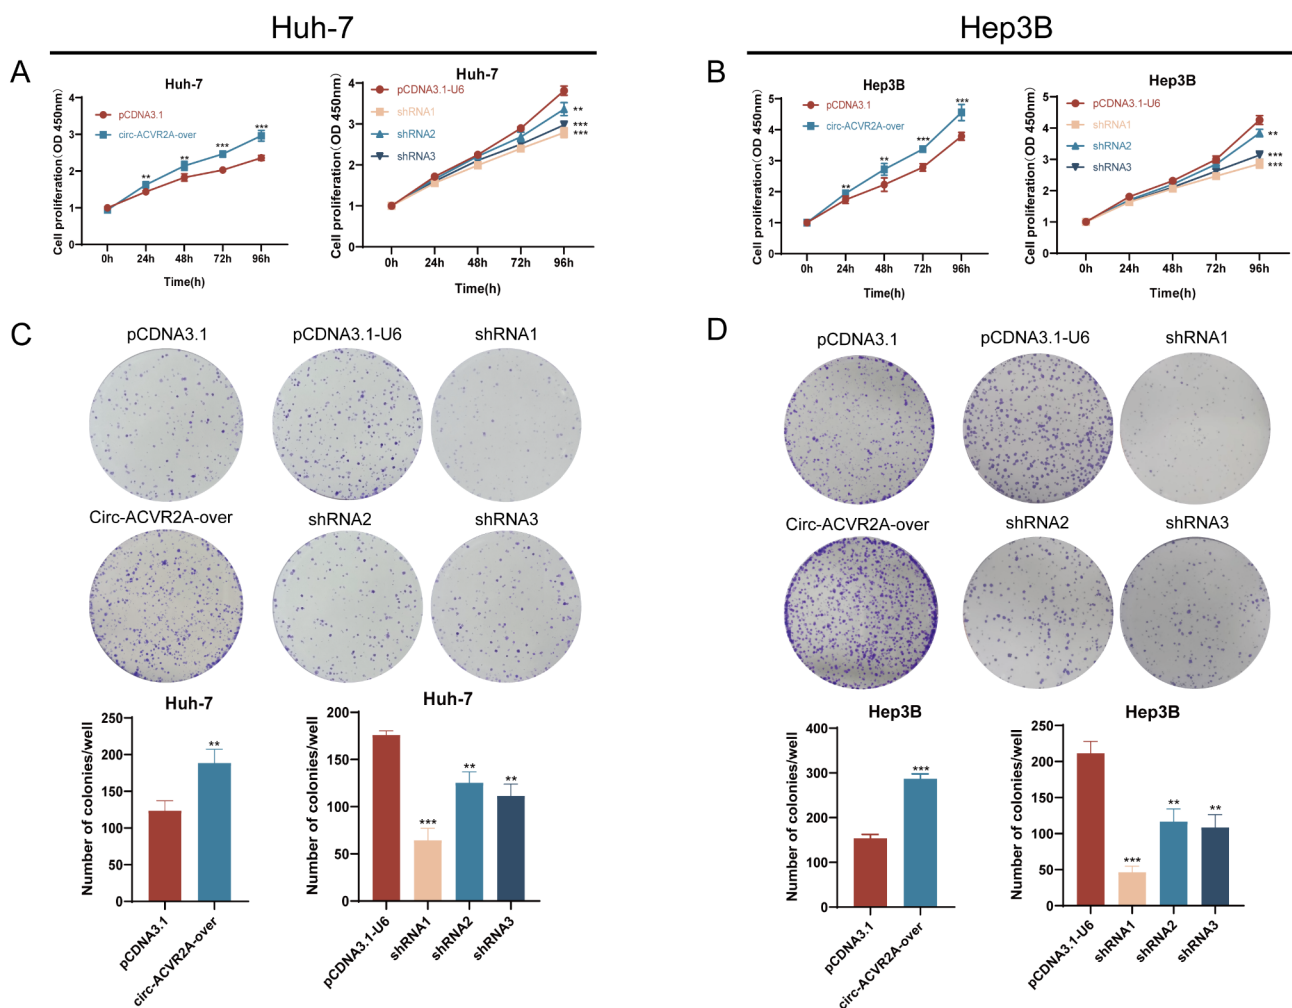 Huh-7
Hep3B
A
Huh-7
Cell proliferation(OD 450nm)
4
3
2
1
0
pCDNA3.1
circ-ACVR2A-over
**
**
***
***
0h 24h 48h 72h 96h
Time(h)
Huh-7
Cell proliferation(OD 450nm)
4
3
2
1
0
pCDNA3.1-U6
shRNA1
shRNA2
shRNA3
**
***
***
0h 24h 48h 72h 96h
Time(h)
B
Hep3B
Cell proliferation(OD 450nm)
5
4
3
2
1
0
pCDNA3.1
circ-ACVR2A-over
**
**
***
***
0h 24h 48h 72h 96h
Time(h)
Hep3B
Cell proliferation(OD 450nm)
5
4
3
2
1
0
pCDNA3.1-U6
shRNA1
shRNA2
shRNA3
**
***
***
0h 24h 48h 72h 96h
Time(h)
C
pCDNA3.1 pCDNA3.1-U6 shRNA1
Circ-ACVR2A-over shRNA2 shRNA3
Huh-7
Number of colonies/well
250
200
150
100
50
0
**
pCDNA3.1
circ-ACVR2A-over
Huh-7
Number of colonies/well
200
150
100
50
0
***
**
**
pCDNA3.1-U6
shRNA1
shRNA2
shRNA3
D
pCDNA3.1 pCDNA3.1-U6 shRNA1
Circ-ACVR2A-over shRNA2 shRNA3
Hep3B
Number of colonies/well
400
300
200
100
0
***
pCDNA3.1
circ-ACVR2A-over
Hep3B
Number of colonies/well
250
200
150
100
50
0
***
**
**
pCDNA3.1-U6
shRNA1
shRNA2
shRNA3